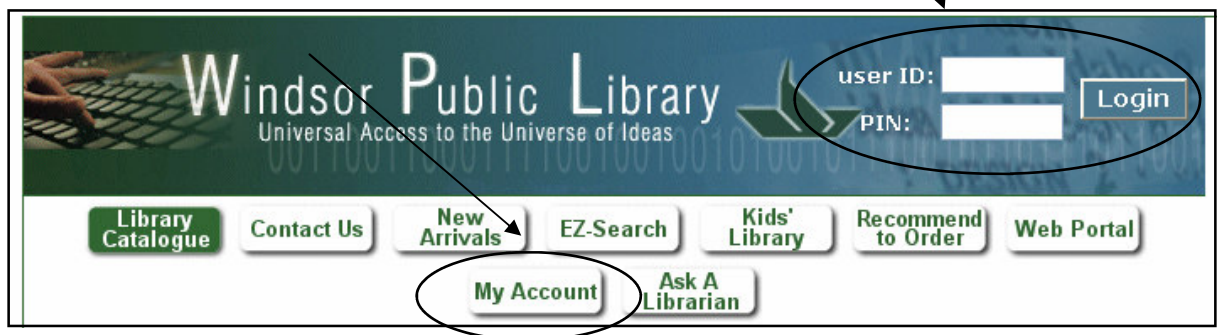 Windsor Public Library
Universal Access to the Universe of Ideas
user ID:
PIN:
Login
DESIGN
Library
Catalogue
Contact Us
New
Arrivals
EZ-Search
Kids'
Library
Recommend
to Order
Web Portal
My Account
Ask A
Librarian